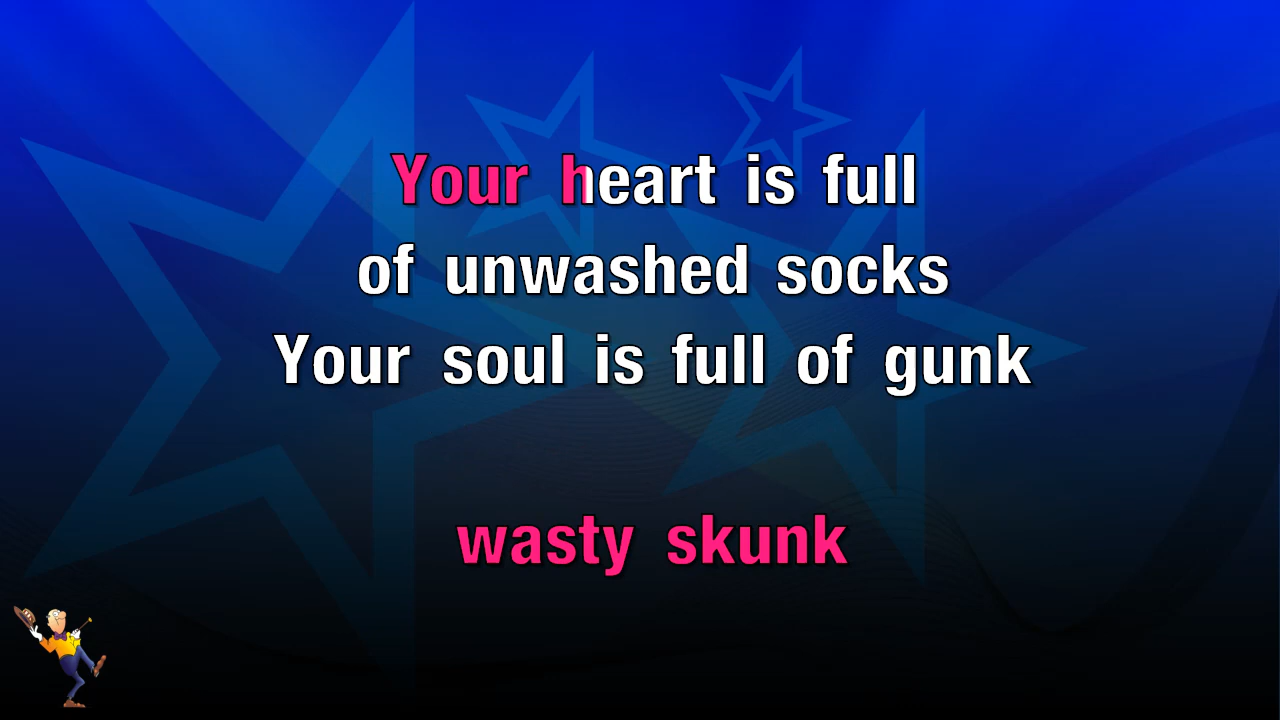 Your heart is full
of unwashed socks
Your soul is full of gunk
wasty skunk